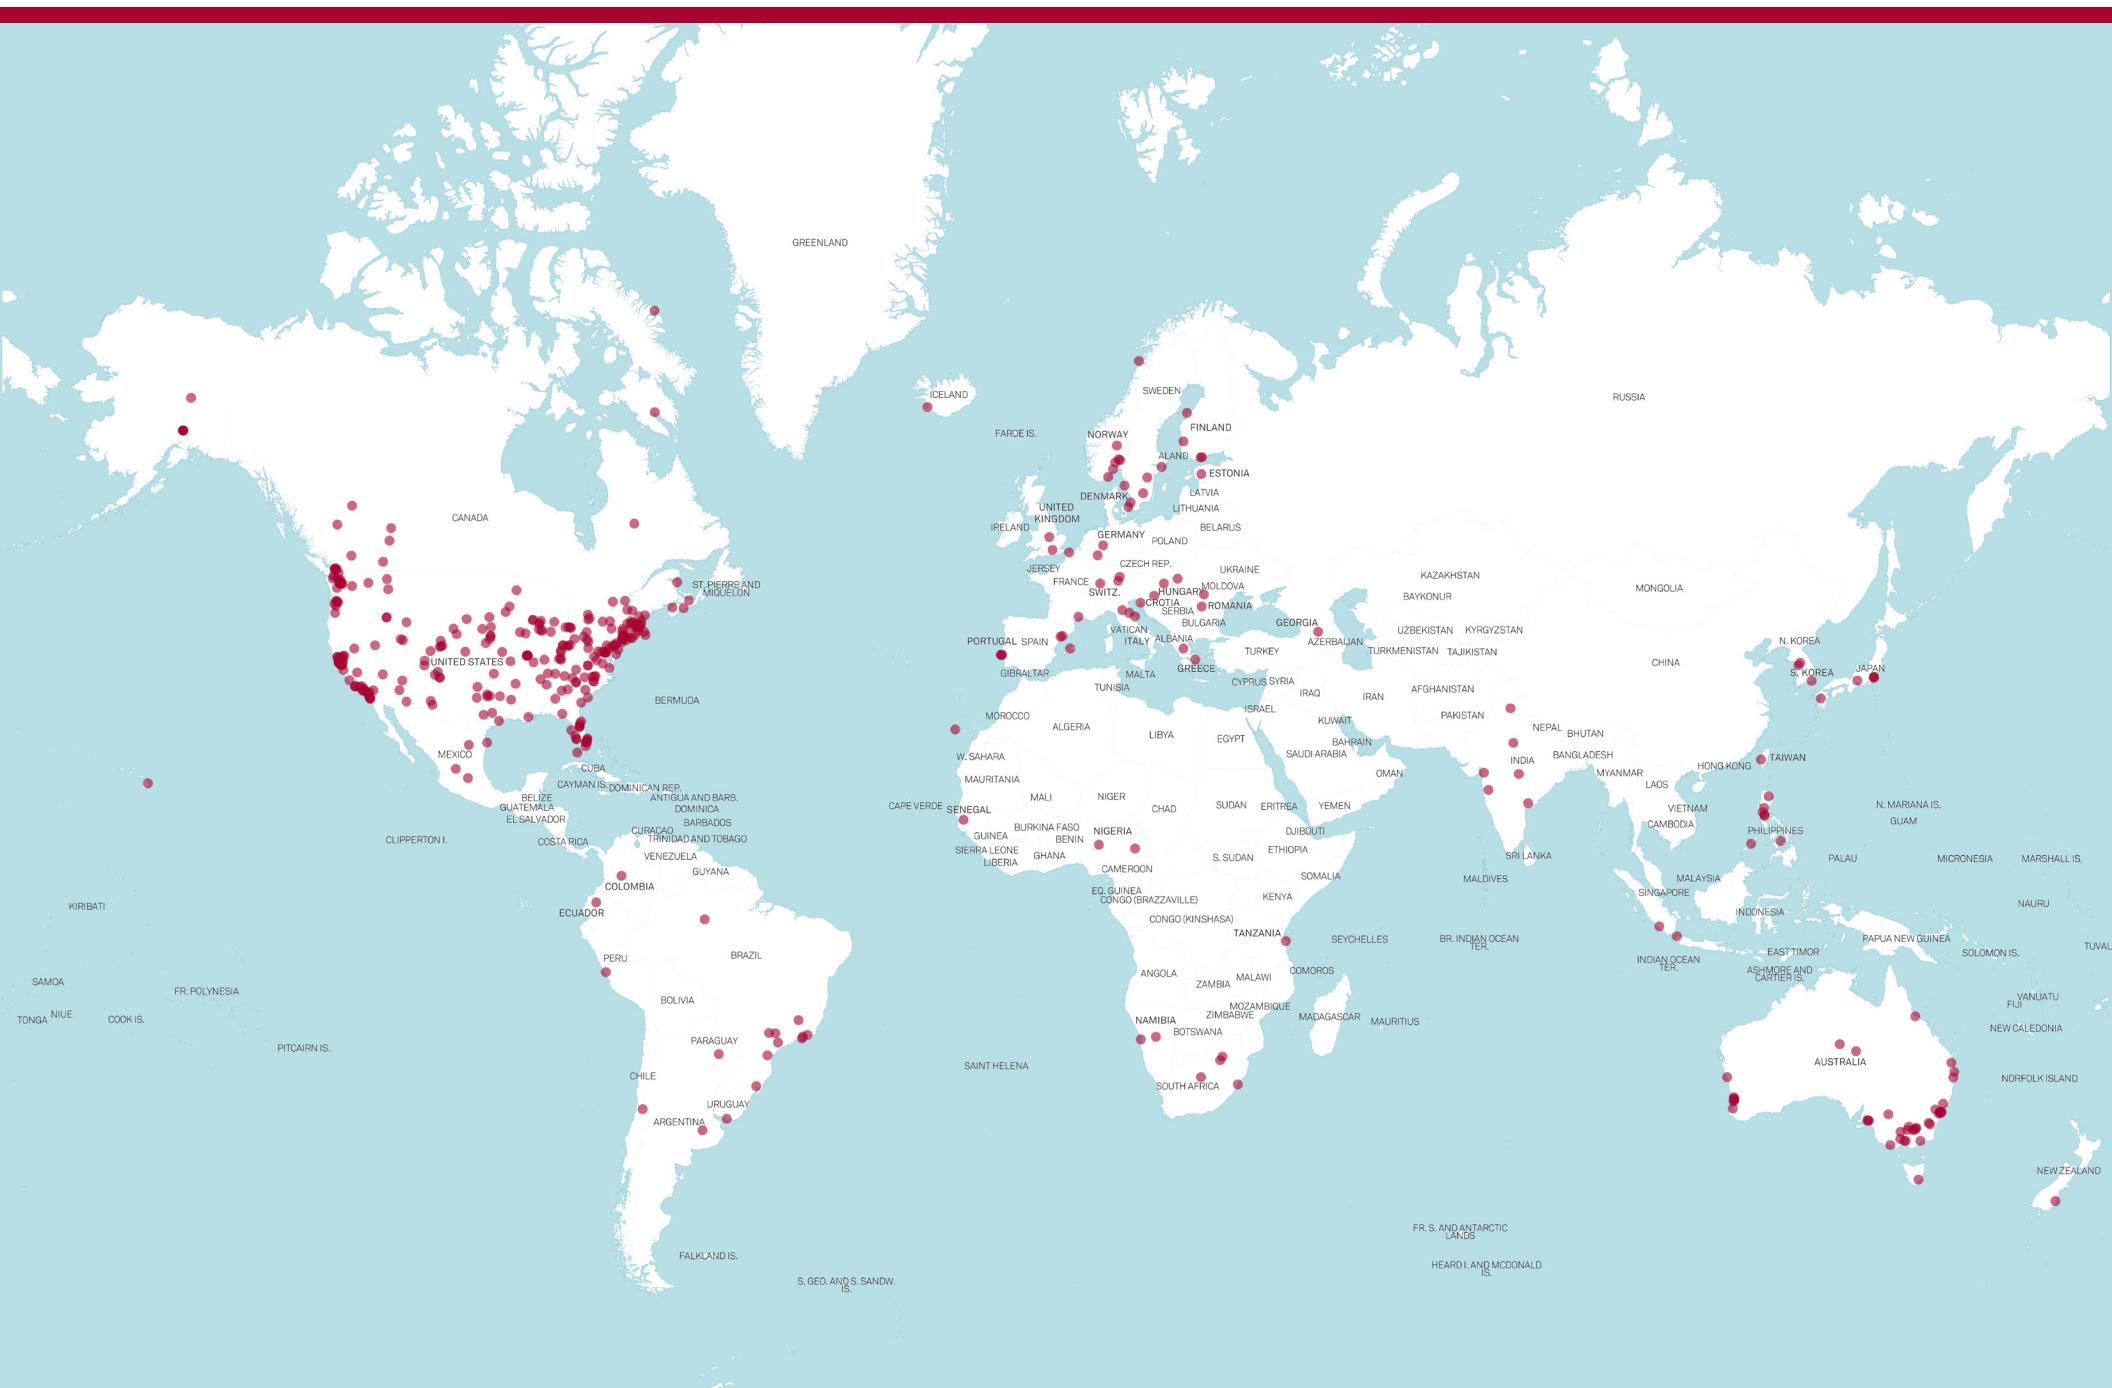 GREENLAND
ICELAND
SWEDEN
RUSSIA
FAROE IS.
NORWAY
FINLAND
ALAND
ESTONIA
CANADA
DENMARK
LATVIA
UNITED
KINGDOM
LITHUANIA
IRELAND
BELARUS
GERMANY
POLAND
JERSEY
CZECH REP.
UKRAINE
FRANCE
KAZAKHSTAN
MONGOLIA
ST. PIERRE AND
MIQUELON
SWITZ.
HUNGARY
MOLDOVA
BAYKONUR
CROTIA
ROMANIA
SERBIA
BULGARIA
GEORGIA
VATICAN
UZBEKISTAN
KYRGYZSTAN
PORTUGAL
SPAIN
ITALY
ALBANIA
AZERBAIJAN
N. KOREA
TURKEY
TURKMENISTAN
TAJIKISTAN
UNITED STATES
CHINA
GREECE
JAPAN
GIBRALTAR
MALTA
S. KOREA
TUNISIA
CYPRUS
SYRIA
AFGHANISTAN
IRAQ
IRAN
BERMUDA
ISRAEL
MOROCCO
PAKISTAN
ALGERIA
KUWAIT
LIBYA
EGYPT
NEPAL
BHUTAN
BAHRAIN
MEXICO
W. SAHARA
SAUDI ARABIA
BANGLADESH
INDIA
TAIWAN
CUBA
HONG KONG
OMAN
MYANMAR
MAURITANIA
CAYMAN IS.
DOMINICAN REP.
LAOS
BELIZE
ANTIGUA AND BARB.
MALI
NIGER
GUATEMALA
DOMINICA
CAPE VERDE
SENEGAL
CHAD
SUDAN
ERITREA
YEMEN
VIETNAM
N. MARIANA IS.
EL SALVADOR
BARBADOS
GUAM
CURACAO
BURKINA FASO
NIGERIA
DJIBOUTI
CAMBODIA
PHILIPPINES
CLIPPERTON I.
COSTA RICA
TRINIDAD AND TOBAGO
GUINEA
BENIN
SIERRA LEONE
ETHIOPIA
VENEZUELA
GHANA
LIBERIA
S. SUDAN
SRI LANKA
PALAU
MICRONESIA
MARSHALL IS.
GUYANA
CAMEROON
SOMALIA
MALDIVES
MALAYSIA
COLOMBIA
EQ. GUINEA
SINGAPORE
CONGO (BRAZZAVILLE)
KENYA
KIRIBATI
ECUADOR
INDONESIA
NAURU
CONGO (KINSHASA)
TANZANIA
SEYCHELLES
BR. INDIAN OCEAN
TER.
PAPUA NEW GUINEA
TUVAL
PERU
BRAZIL
EAST TIMOR
SOLOMON IS.
INDIAN OCEAN
TER.
ANGOLA
MALAWI
COMOROS
ASHMORE AND
CARTIER IS.
SAMOA
ZAMBIA
FR. POLYNESIA
BOLIVIA
VANUATU
FIJI
MOZAMBIQUE
TONGA
NIUE
COOK IS.
NAMIBIA
ZIMBABWE
MADAGASCAR
MAURITIUS
BOTSWANA
NEW CALEDONIA
PARAGUAY
PITCAIRN IS.
AUSTRALIA
SAINT HELENA
CHILE
NORFOLK ISLAND
SOUTH AFRICA
URUGUAY
ARGENTINA
NEW ZEALAND
FR. S. AND ANTARCTIC
LANDS
FALKLAND IS.
HEARD I. AND MCDONALD
IS.
S. GEO. AND S. SANDW.
IS.